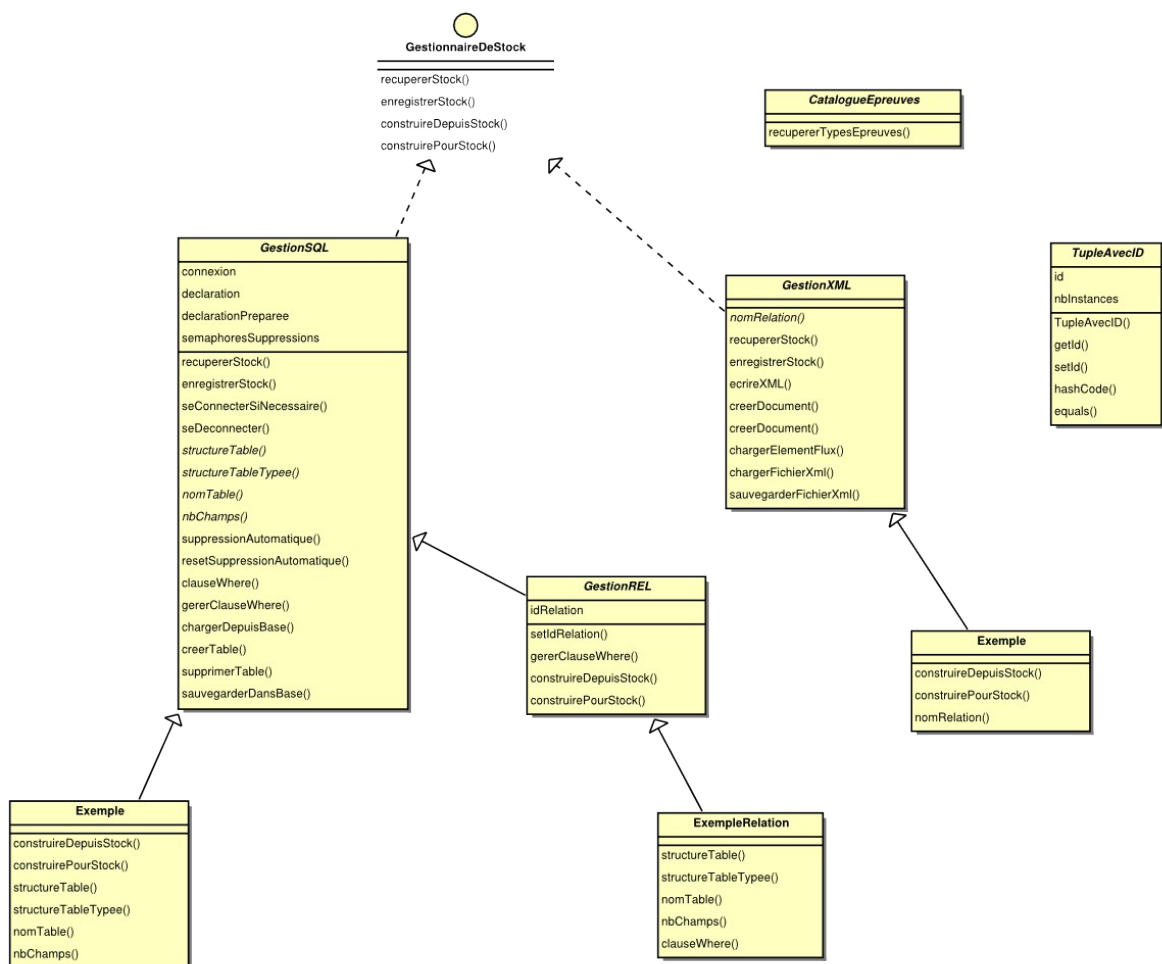 GestionnaireDeStock
recupererStock()
enregistrerStock()
construireDepuisStock()
construirePourStock()
CatalogueEpreuves
recupererTypesEpreuves()
GestionSQL
connexion
declaration
declarationPreparee
semaphoresSuppressions
recupererStock()
enregistrerStock()
seConnecterSiNecessaire()
seDeconnecter()
structureTable()
structureTableTypee()
nomTable()
nbChamps()
suppressionAutomatique()
resetSuppressionAutomatique()
clauseWhere()
gererClauseWhere()
chargerDepuisBase()
creerTable()
supprimerTable()
sauvegarderDansBase()
GestionXML
nomRelation()
recupererStock()
enregistrerStock()
ecrireXML()
creerDocument()
creerDocument()
chargerElementFlux()
chargerFichierXml()
sauvegarderFichierXml()
TupleAvecID
id
nbInstances
TupleAvecID()
getId()
setId()
hashCode()
equals()
GestionREL
idRelation
setIdRelation()
gererClauseWhere()
construireDepuisStock()
construirePourStock()
Exemple
construireDepuisStock()
construirePourStock()
nomRelation()
Exemple
construireDepuisStock()
construirePourStock()
structureTable()
structureTableTypee()
nomTable()
nbChamps()
ExempleRelation
structureTable()
structureTableTypee()
nomTable()
nbChamps()
clauseWhere()